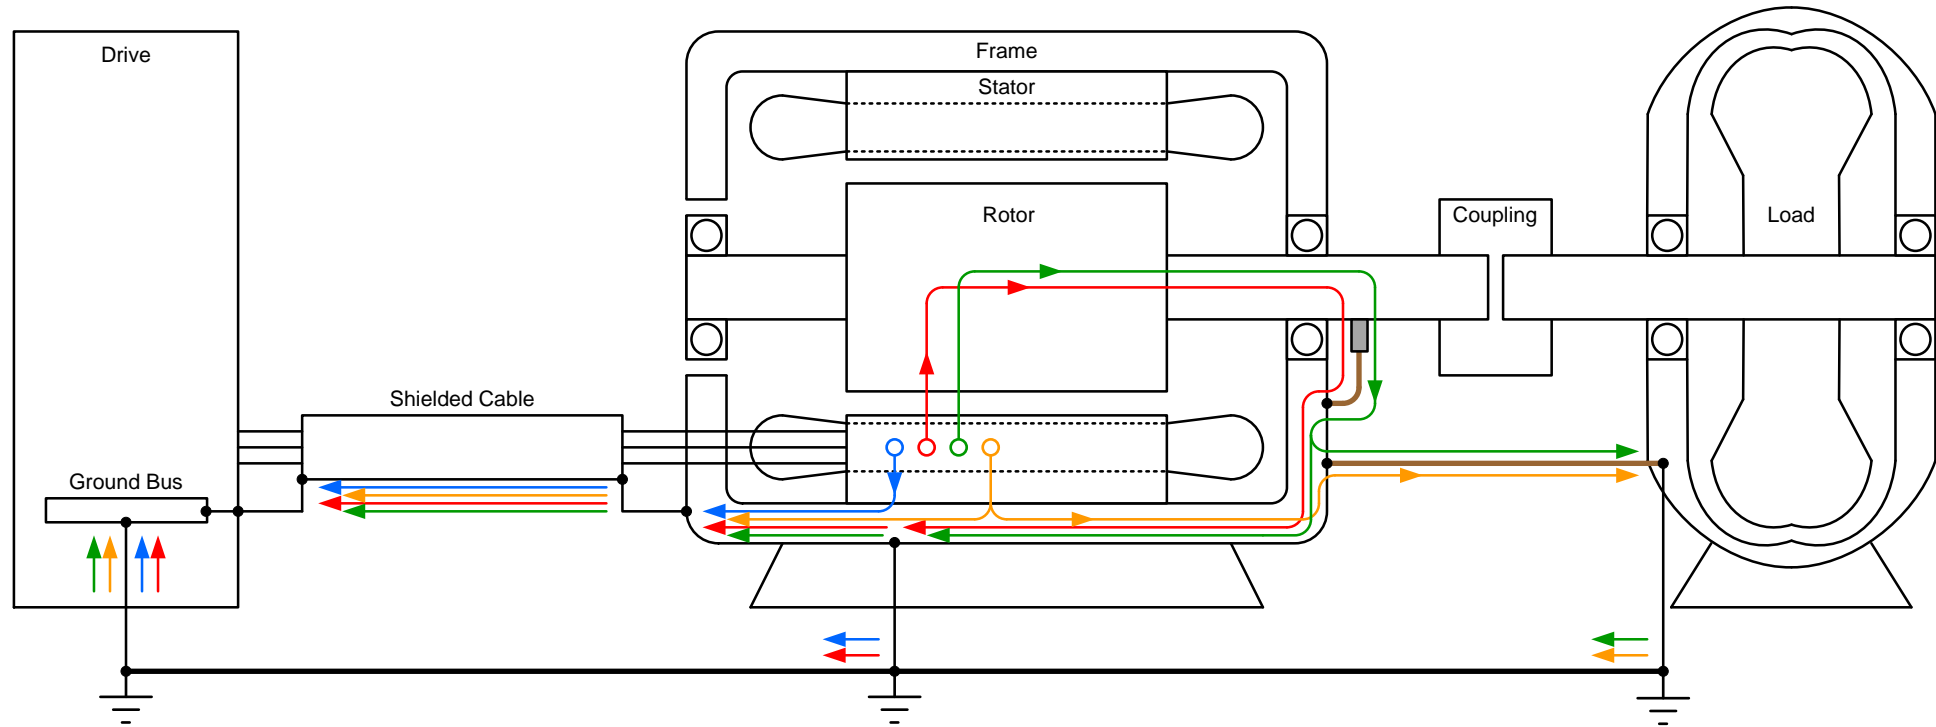 Drive
Frame
Stator
Rotor
Coupling
Load
Shielded Cable
Ground Bus